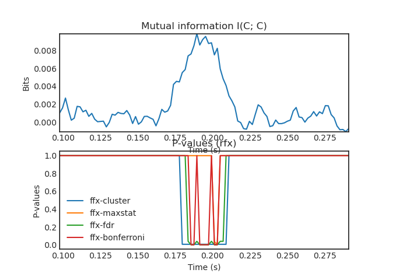 Mutual information I(C; C)
Bits
0.008
0.006
0.004
0.002
0.000
0.100 0.125 0.150 0.175 0.200 0.225 0.250 0.275
Time (s)
P-values (rfx)
P-values
1.0
0.8
0.6
0.4
0.2
0.0
ffx-cluster
ffx-maxstat
ffx-fdr
ffx-bonferroni
0.100 0.125 0.150 0.175 0.200 0.225 0.250 0.275
Time (s)